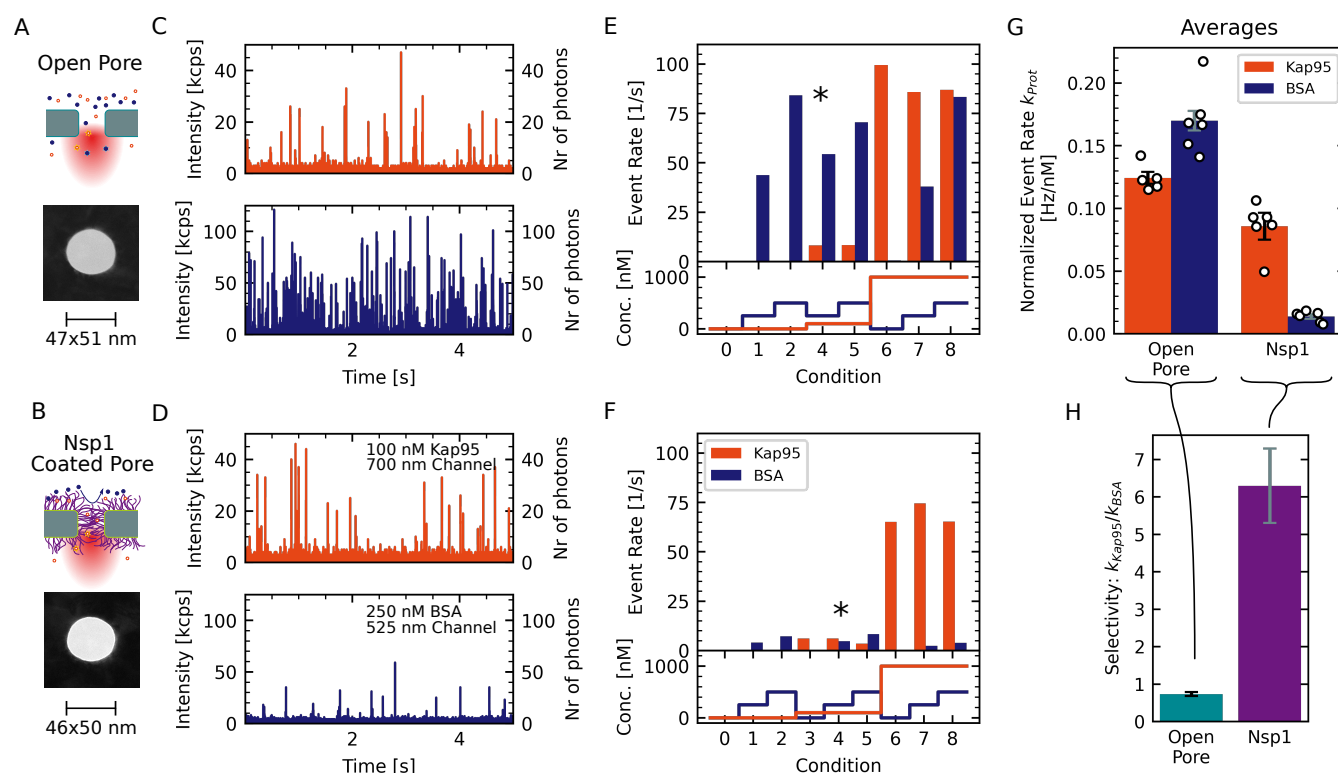 A
Open Pore
47x51 nm
B
Nsp1
Coated Pore
46x50 nm
C
Intensity [kcps]
40
20
0
40
20
0
Nr of photons
Intensity [kcps]
100
50
0
100
50
0
Nr of photons
2
4
Time [s]
D
Intensity [kcps]
40
20
0
100 nM Kap95
700 nm Channel
40
20
0
Nr of photons
Intensity [kcps]
100
50
0
250 nM BSA
525 nm Channel
100
50
0
Nr of photons
2
4
Time [s]
E
Event Rate [1/s]
100
75
50
25
0
*
Conc. [nM]
1000
0
0 1 2 4 5 6 7 8
Condition
F
Event Rate [1/s]
100
75
50
25
0
Kap95
BSA
*
Conc. [nM]
1000
0
0 1 2 3 4 5 6 7 8
Condition
G
Averages
Normalized Event Rate k_Prot
[Hz/nM]
0.20
0.15
0.10
0.05
0.00
Kap95
BSA
Open
Pore
Nsp1
H
Selectivity: k_Kap95/k_BSA
7
6
5
4
3
2
1
0
Open
Pore
Nsp1